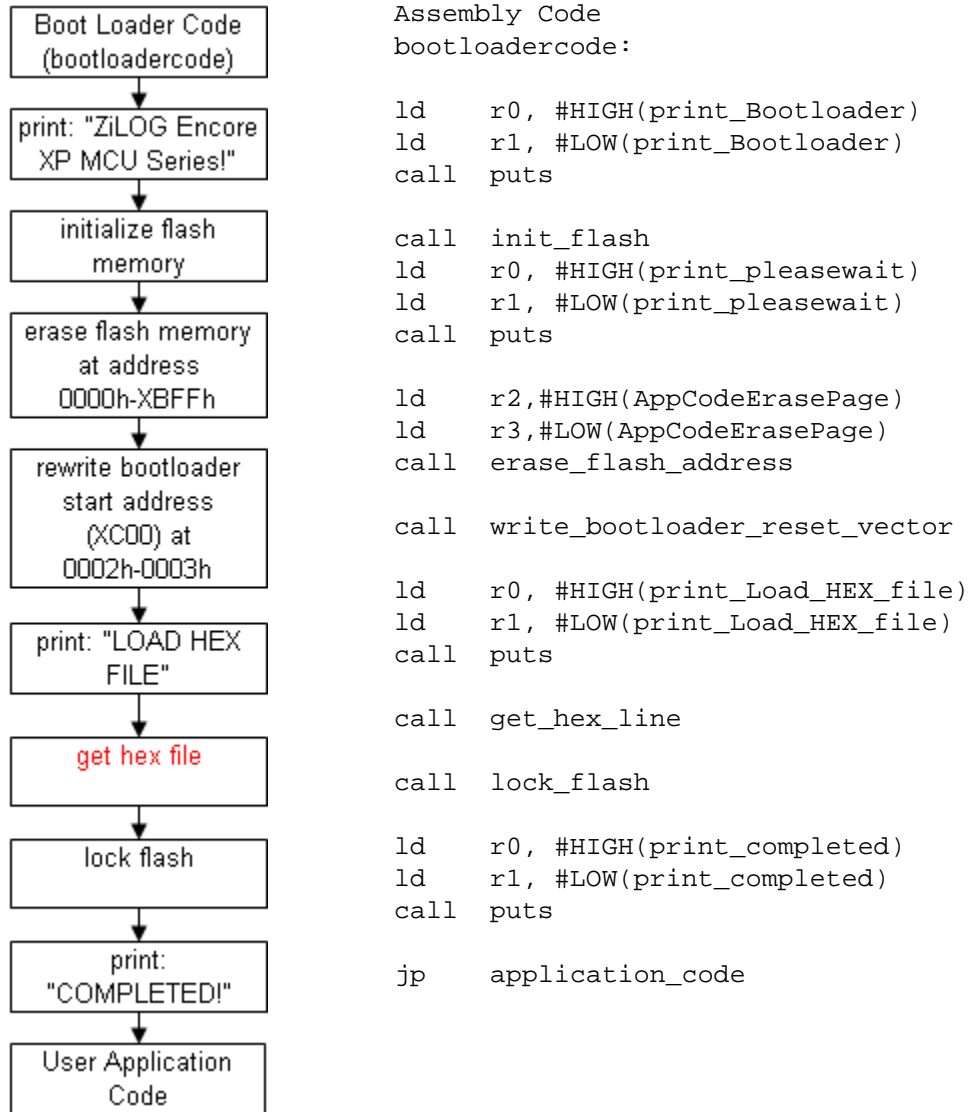 Boot Loader Code
(bootloadercode)
print: "ZiLOG Encore
XP MCU Series!"
initialize flash
memory
erase flash memory
at address
0000h-XBFFh
rewrite bootloader
start address
(XC00) at
0002h-0003h
print: "LOAD HEX
FILE"
get hex file
lock flash
print:
"COMPLETED!"
User Application
Code
Assembly Code
bootloadercode:
ld r0, #HIGH(print_Bootloader)
ld r1, #LOW(print_Bootloader)
call puts
call init_flash
ld r0, #HIGH(print_pleasewait)
ld r1, #LOW(print_pleasewait)
call puts
ld r2,#HIGH(AppCodeErasePage)
ld r3,#LOW(AppCodeErasePage)
call erase_flash_address
call write_bootloader_reset_vector
ld r0, #HIGH(print_Load_HEX_file)
ld r1, #LOW(print_Load_HEX_file)
call puts
call get_hex_line
call lock_flash
ld r0, #HIGH(print_completed)
ld r1, #LOW(print_completed)
call puts
jp application_code